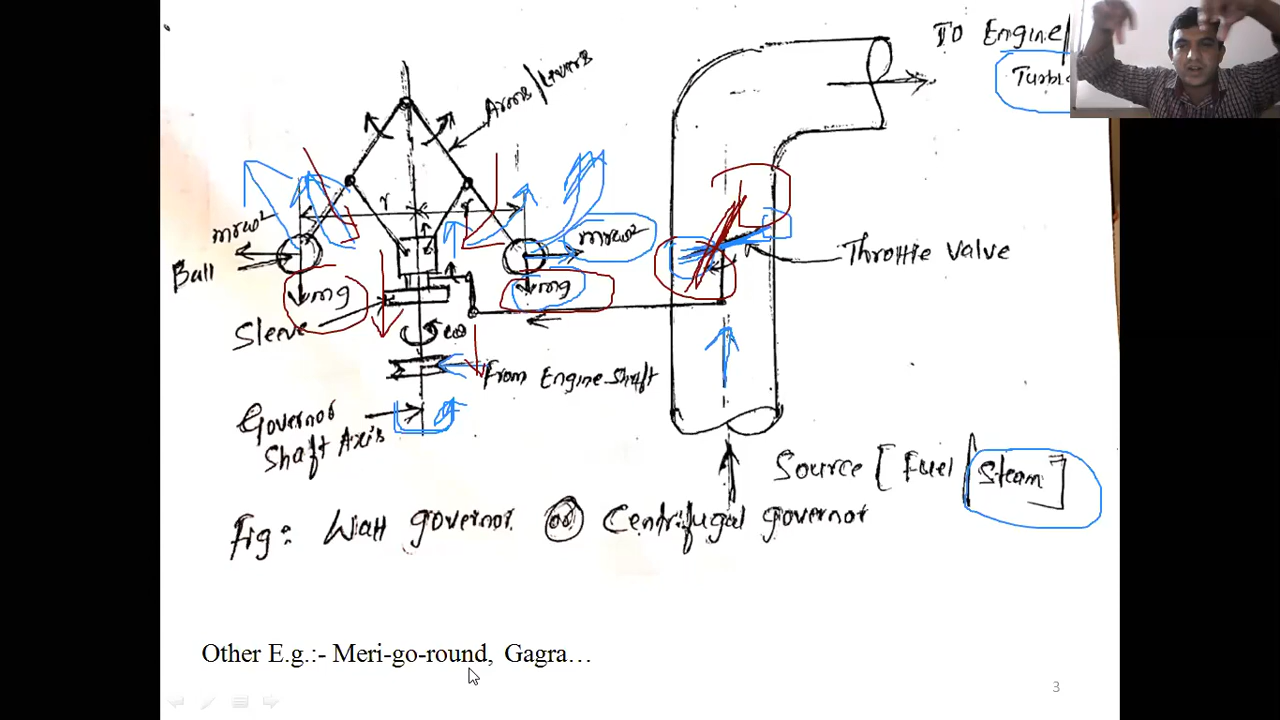 To Engine/
Turbi
Arms/Livers
r
r
mrω²
mrω²
Ball
mg
mg
Throttle Valve
Sleeve
ω
From Engine shaft
Governor
Shaft Axis
Source [Fuel/Steam]
Fig: Watt governor or Centrifugal governor
Other E.g.:- Meri-go-round, Gagra…
3